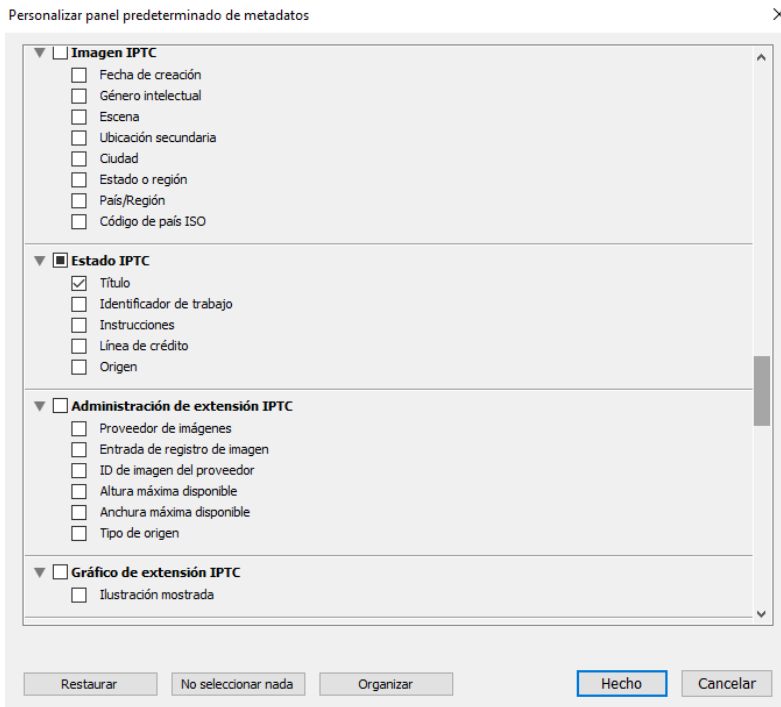 Personalizar panel predeterminado de metadatos
Imagen IPTC
Fecha de creación
Género intelectual
Escena
Ubicación secundaria
Ciudad
Estado o región
País/Región
Código de país ISO
Estado IPTC
Título
Identificador de trabajo
Instrucciones
Línea de crédito
Origen
Administración de extensión IPTC
Proveedor de imágenes
Entrada de registro de imagen
ID de imagen del proveedor
Altura máxima disponible
Anchura máxima disponible
Tipo de origen
Gráfico de extensión IPTC
Ilustración mostrada
Restaurar No seleccionar nada Organizar Hecho Cancelar